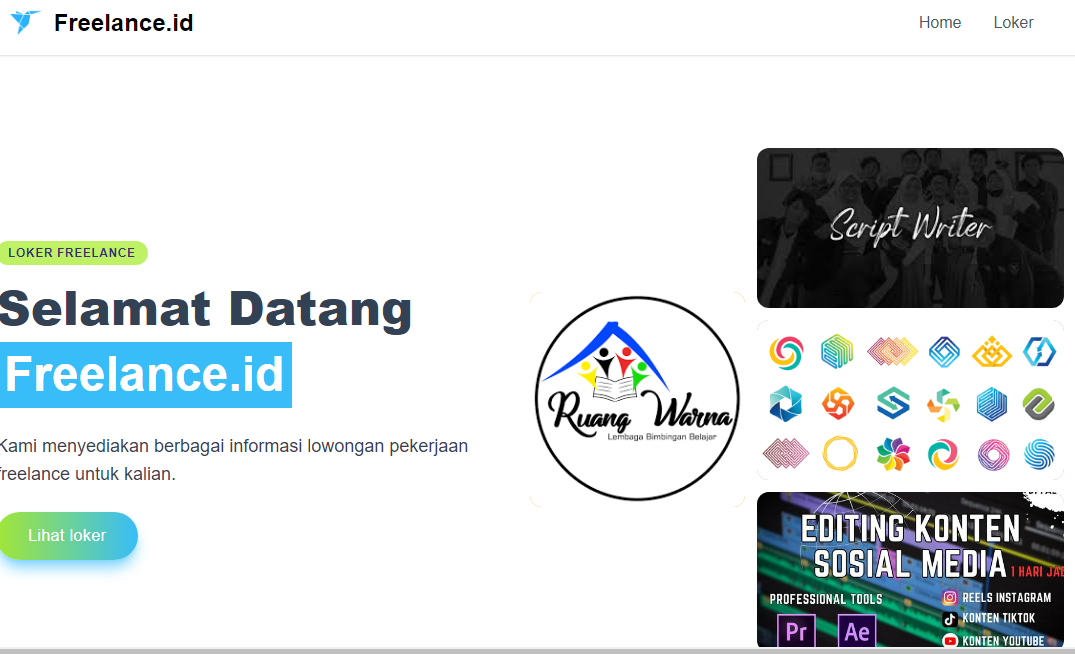 Freelance.id
Home
Loker
LOKER FREELANCE
Selamat Datang
Freelance.id
Kami menyediakan berbagai informasi lowongan pekerjaan
freelance untuk kalian.
Lihat loker
Ruang Warna
Lembaga Bimbingan Belajar
Script Writer
EDITING KONTEN
SOSIAL MEDIA
1 HARI
PROFESSIONAL TOOLS
Pr
Ae
REELS INSTAGRAM
KONTEN TIKTOK
KONTEN YOUTUBE